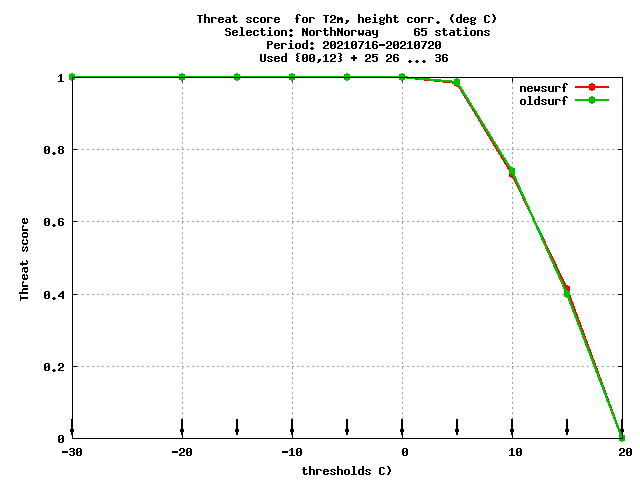 Threat score  for T2m, height corr. (deg C)
Selection: NorthNorway     65 stations
Period: 20210716-20210720
Used {00,12} + 25 26 ... 36
newsurf
oldsurf
1
0.8
0.6
0.4
0.2
0
Threat score
-30
-20
-10
0
10
20
thresholds C)